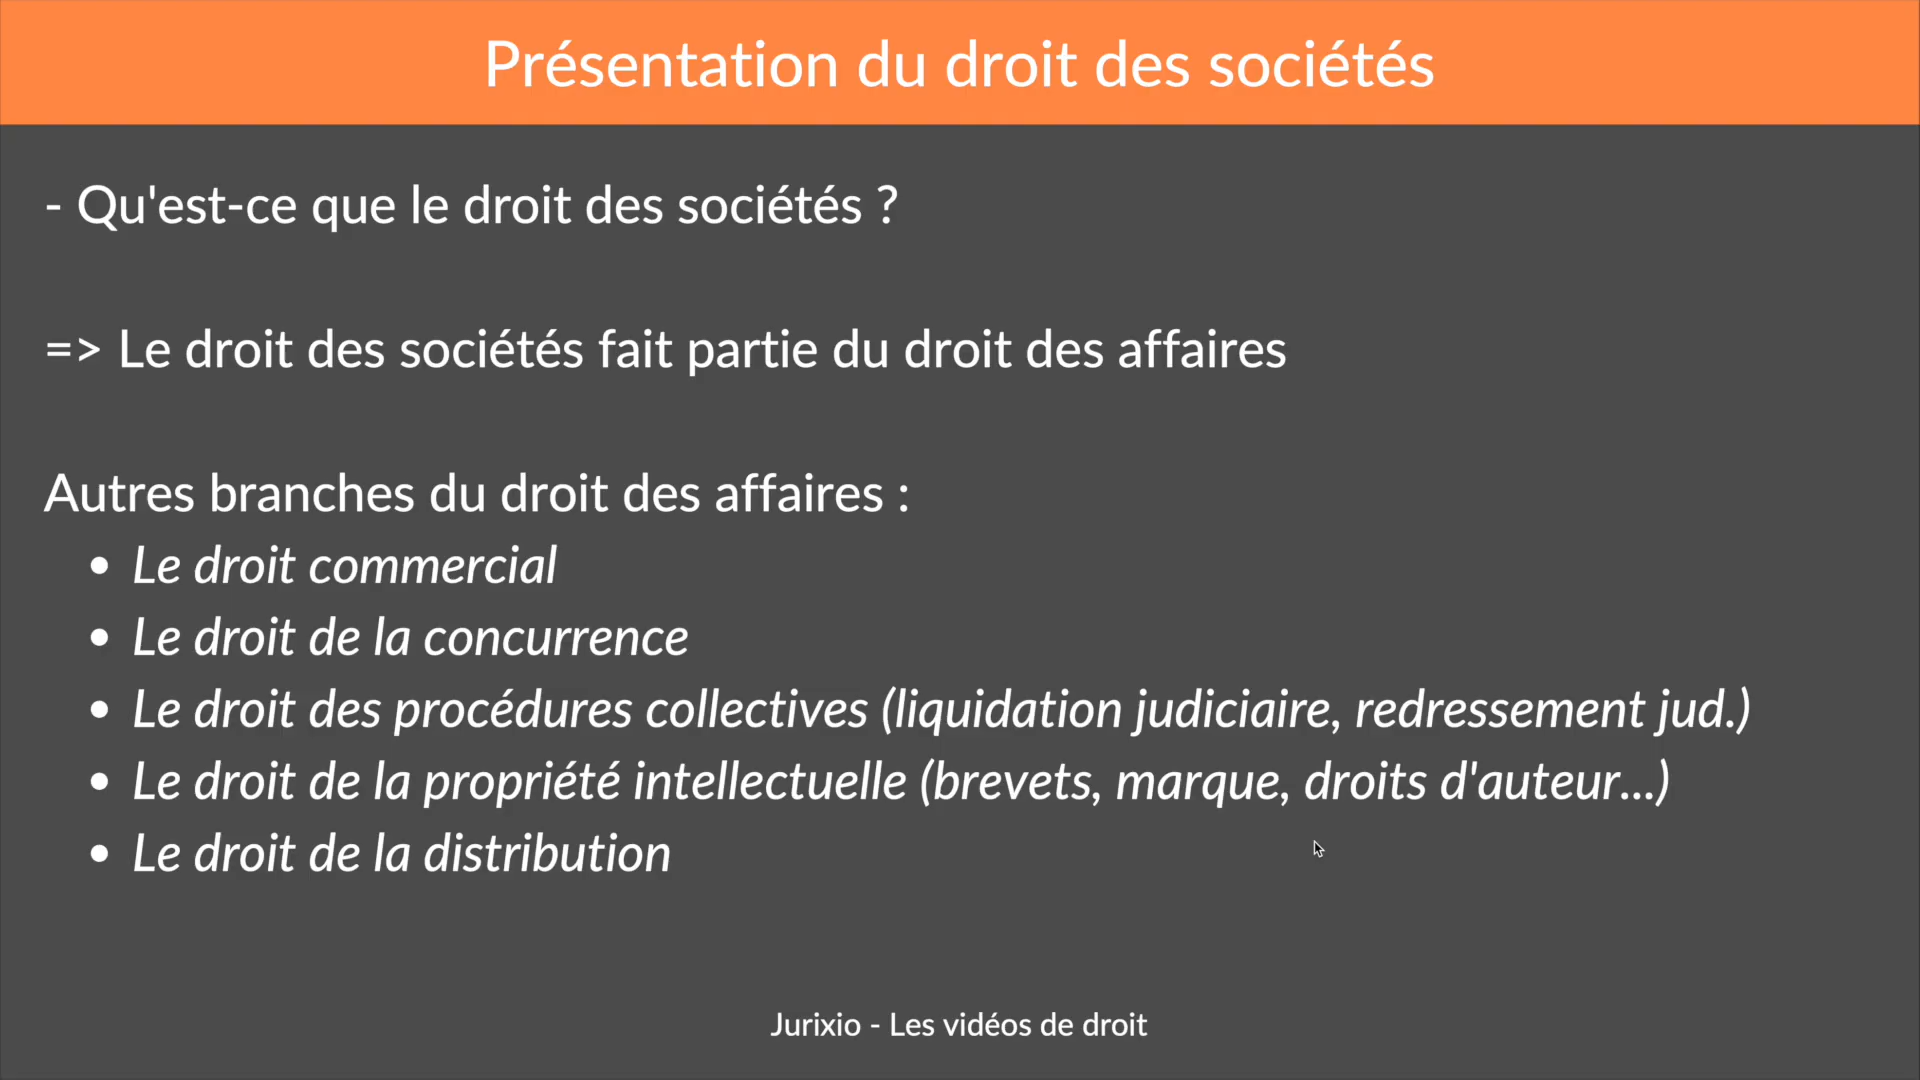 Présentation du droit des sociétés
- Qu'est-ce que le droit des sociétés ?
=> Le droit des sociétés fait partie du droit des affaires
Autres branches du droit des affaires :
• Le droit commercial
• Le droit de la concurrence
• Le droit des procédures collectives (liquidation judiciaire, redressement jud.)
• Le droit de la propriété intellectuelle (brevets, marque, droits d'auteur...)
• Le droit de la distribution
Jurixio - Les vidéos de droit